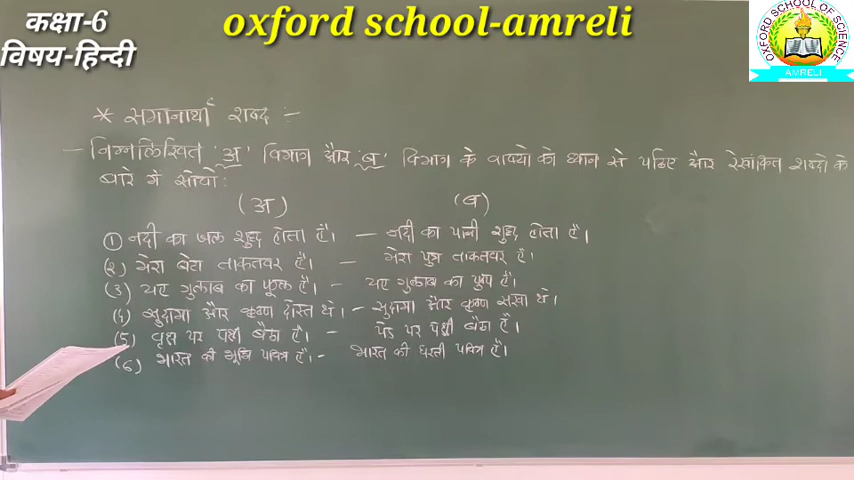 कक्षा-6
विषय-हिन्दी
oxford school-amreli
OXFORD SCHOOL OF SCIENCE
AMRELI
* समानार्थी शब्द :-
- निम्नलिखित 'अ' विभाग और 'ब' विभाग के वाक्यो को ध्यान से पढिए और रेखांकित शब्दो के
बारे में सोचो:
(अ) (ब)
① नदी का जल शुद्ध होता है। - नदी का पानी शुद्ध होता है।
(2) मेरा बेटा ताकतवर है। - मेरा पुत्र ताकतवर है।
(3) यह गुलाब का फूल है। - यह गुलाब का पुष्प है।
(4) सुदामा और कृष्ण दोस्त थे। - सुदामा और कृष्ण सखा थे।
(5) वृक्ष पर पक्षी बैठा है। - पेड पर पक्षी बैठा है।
(6) भारत की भूमि पवित्र है। - भारत की धरती पवित्र है।